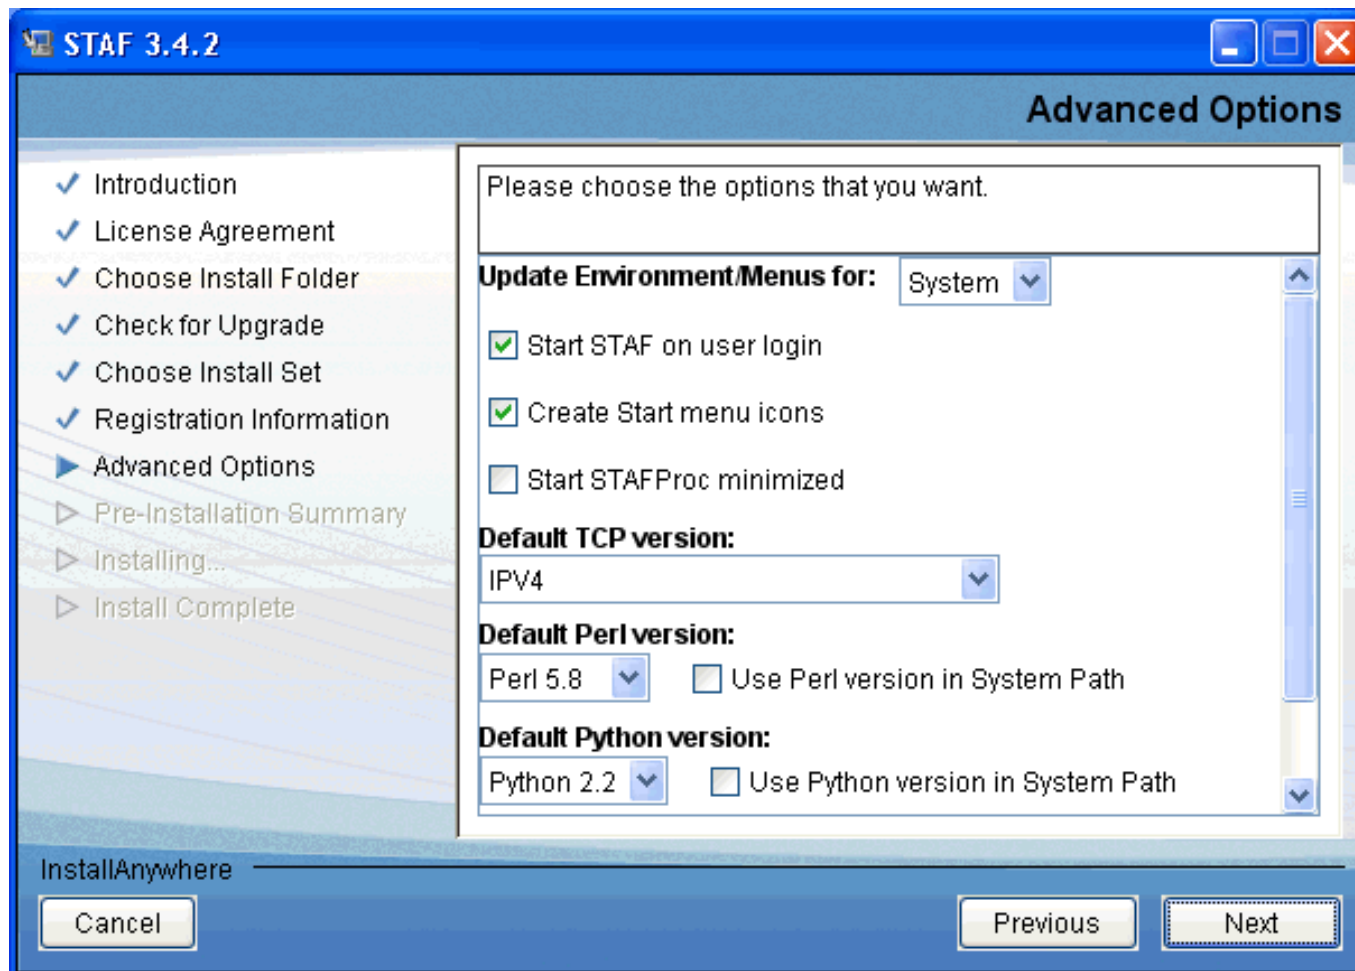 STAF 3.4.2
Advanced Options
Introduction
License Agreement
Choose Install Folder
Check for Upgrade
Choose Install Set
Registration Information
Advanced Options
Pre-Installation Summary
Installing...
Install Complete
Please choose the options that you want.
Update Environment/Menus for: System
Start STAF on user login
Create Start menu icons
Start STAFProc minimized
Default TCP version:
IPV4
Default Perl version:
Perl 5.8 Use Perl version in System Path
Default Python version:
Python 2.2 Use Python version in System Path
InstallAnywhere
Cancel Previous Next